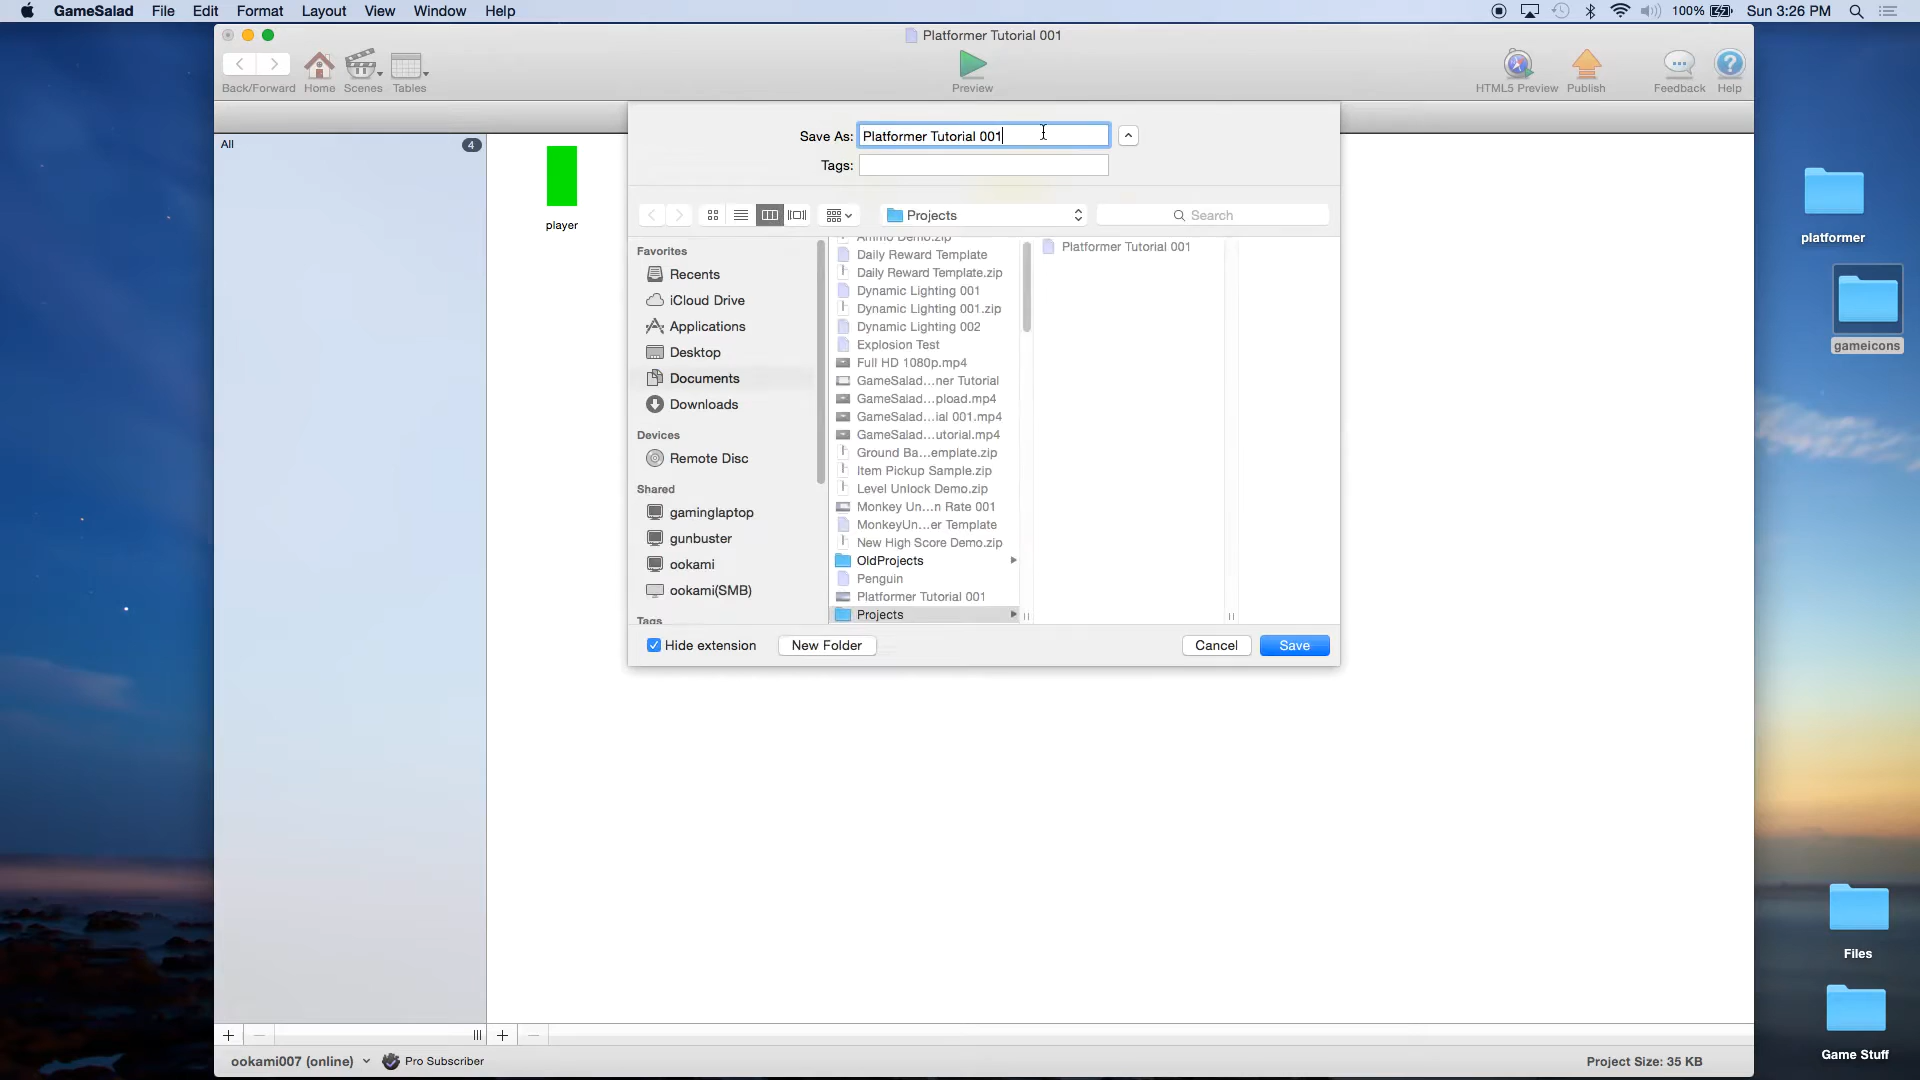 GameSalad File Edit Format Layout View Window Help 100% Sun 3:26 PM
Platformer Tutorial 001
Back/Forward Home Scenes Tables Preview HTML5 Preview Publish Feedback Help
All 4
player
Save As: Platformer Tutorial 001
Tags:
Projects
Search
Favorites
Recents
iCloud Drive
Applications
Desktop
Documents
Downloads
Devices
Remote Disc
Shared
gaminglaptop
gunbuster
ookami
ookami(SMB)
Tags
Ammo Demo.zip
Daily Reward Template
Daily Reward Template.zip
Dynamic Lighting 001
Dynamic Lighting 001.zip
Dynamic Lighting 002
Explosion Test
Full HD 1080p.mp4
GameSalad...ner Tutorial
GameSalad...pload.mp4
GameSalad...ial 001.mp4
GameSalad...utorial.mp4
Ground Ba...emplate.zip
Item Pickup Sample.zip
Level Unlock Demo.zip
Monkey Un...n Rate 001
MonkeyUn...er Template
New High Score Demo.zip
OldProjects
Penguin
Platformer Tutorial 001
Projects
Platformer Tutorial 001
Hide extension New Folder Cancel Save
platformer
gameicons
Files
Game Stuff
ookami007 (online) Pro Subscriber Project Size: 35 KB